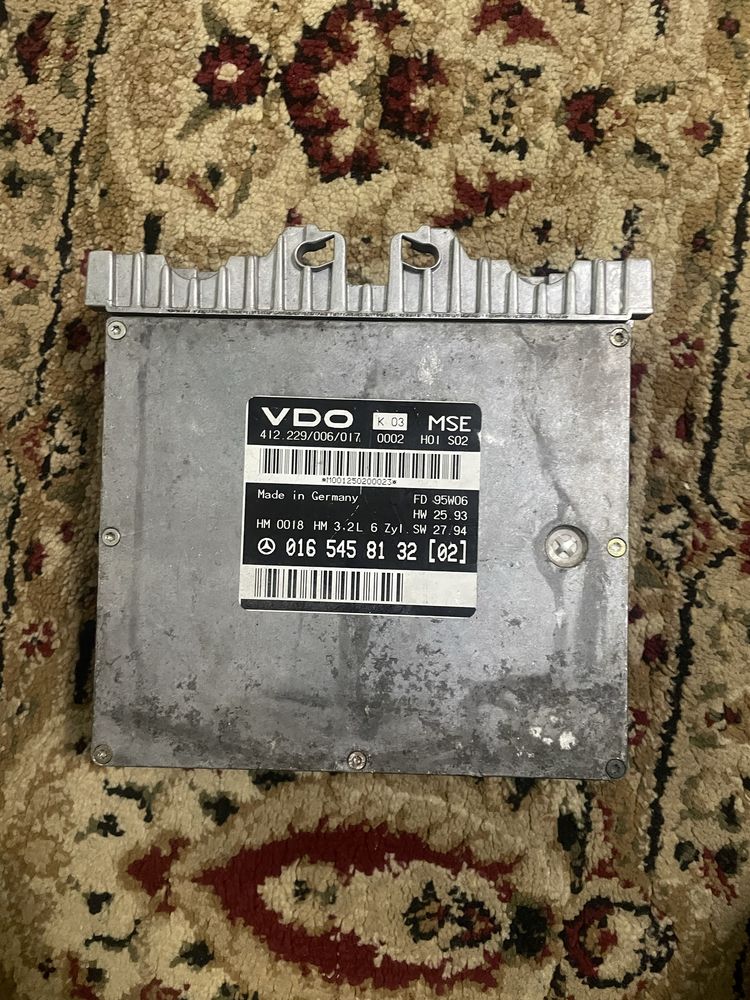 VDO K 03 MSE
412.229/006/017 0002 H01 S02
*M001250200023*
Made in Germany FD 95W06
HW 25.93
HM 0018 HM 3.2L 6 Zyl. SW 27.94
016 545 81 32 [02]